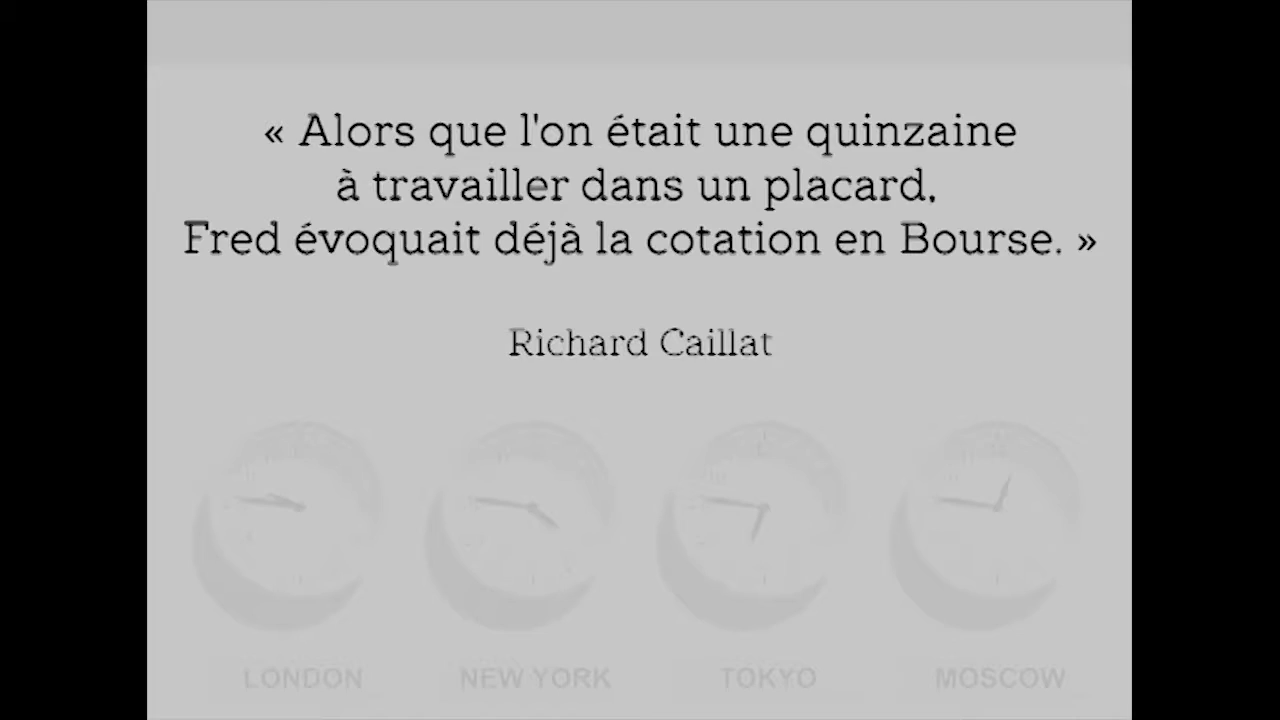 « Alors que l'on était une quinzaine
à travailler dans un placard,
Fred évoquait déjà la cotation en Bourse. »
Richard Caillat
LONDON NEW YORK TOKYO MOSCOW